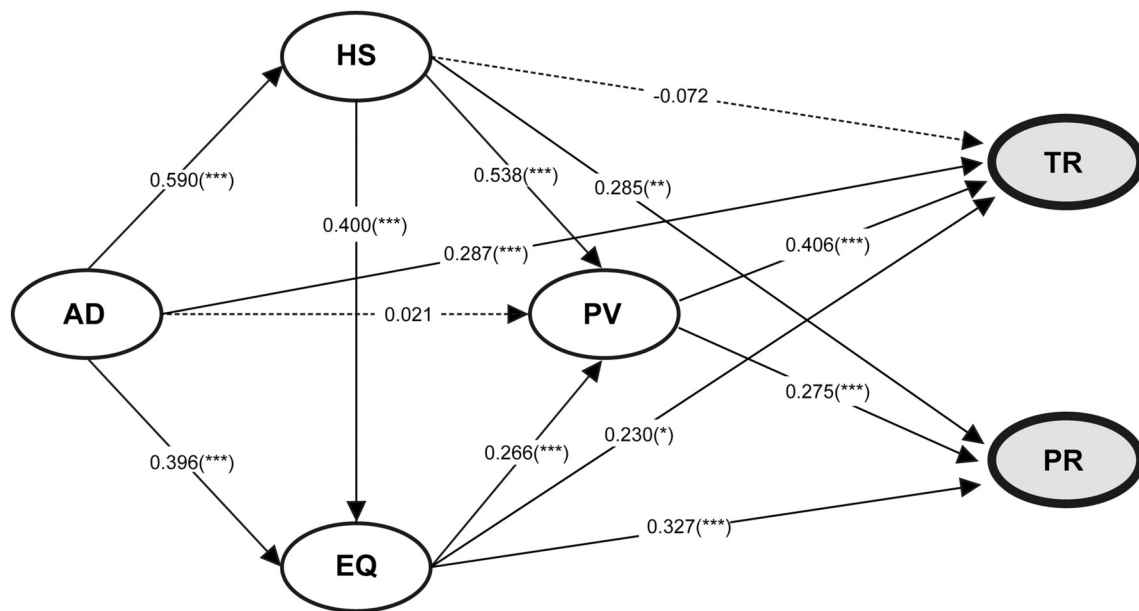 HS
-0.072
TR
0.590(***)
0.538(***)
0.285(**)
0.400(***)
0.287(***)
0.406(***)
AD
0.021
PV
0.275(***)
0.396(***)
0.266(***)
0.230(*)
PR
0.327(***)
EQ